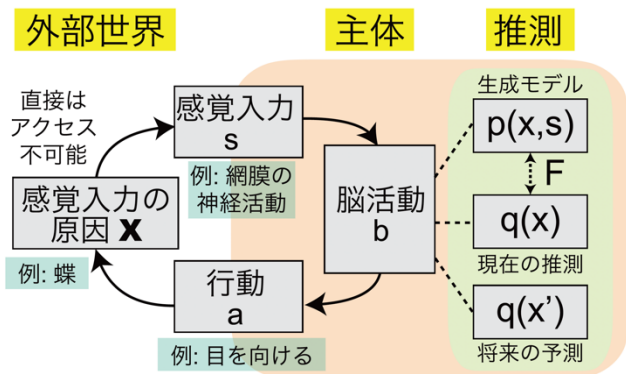 外部世界
主体
推測
直接は
アクセス
不可能
感覚入力
s
例: 網膜の
神経活動
感覚入力の
原因 x
例: 蝶
行動
a
例: 目を向ける
脳活動
b
生成モデル
p(x,s)
F
q(x)
現在の推測
q(x’)
将来の予測